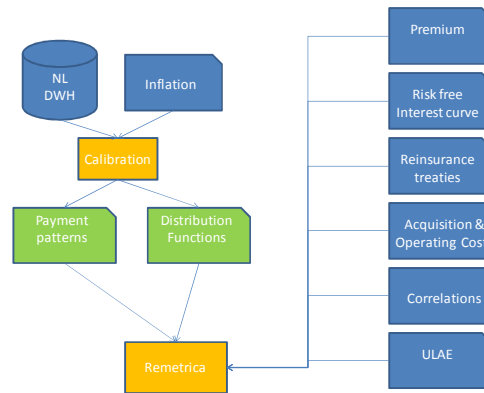 NL
DWH
Inflation
Calibration
Payment
patterns
Distribution
Functions
Remetrica
Premium
Risk free
Interest curve
Reinsurance
treaties
Acquisition &
Operating Cos
Correlations
ULAE